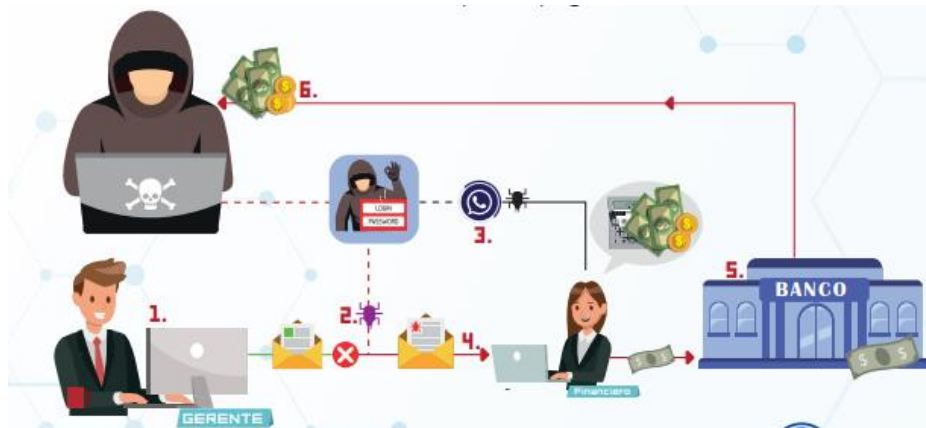 6.
LOGIN
PASSWORD
3.
5.
BANCO
1.
2.
4.
Financiero
GERENTE